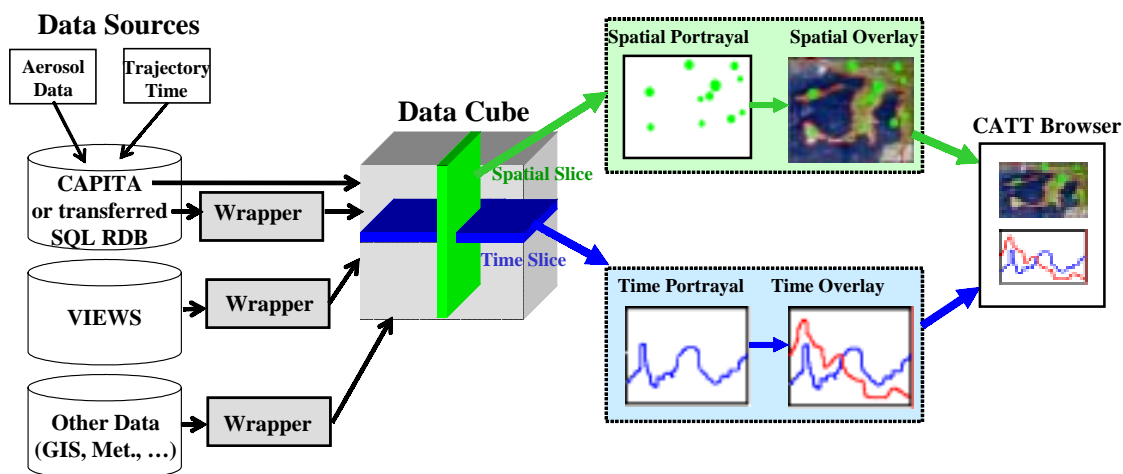 Data Sources
Aerosol
Data
Trajectory
Time
CAPITA
or transferred
SQL RDB
Wrapper
VIEWS
Wrapper
Other Data
(GIS, Met., …)
Wrapper
Data Cube
Spatial Slice
Time Slice
Spatial Portrayal
Spatial Overlay
Time Portrayal
Time Overlay
CATT Browser